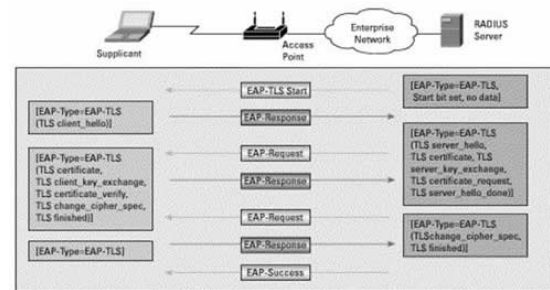 Supplicant
Access
Point
Enterprise
Network
RADIUS
Server
EAP-TLS Start
[EAP-Type=EAP-TLS,
Start bit set, no data]
[EAP-Type=EAP-TLS
(TLS client_hello)]
EAP-Response
EAP-Request
[EAP-Type=EAP-TLS
(TLS server_hello,
TLS certificate, TLS
server_key_exchange,
TLS certificate_request,
TLS server_hello_done)]
[EAP-Type=EAP-TLS
(TLS certificate,
TLS client_key_exchange,
TLS certificate_verify,
TLS change_cipher_spec,
TLS finished)]
EAP-Response
EAP-Request
[EAP-Type=EAP-TLS
(TLSchange_cipher_spec,
TLS finished)]
[EAP-Type=EAP-TLS]
EAP-Response
EAP-Success